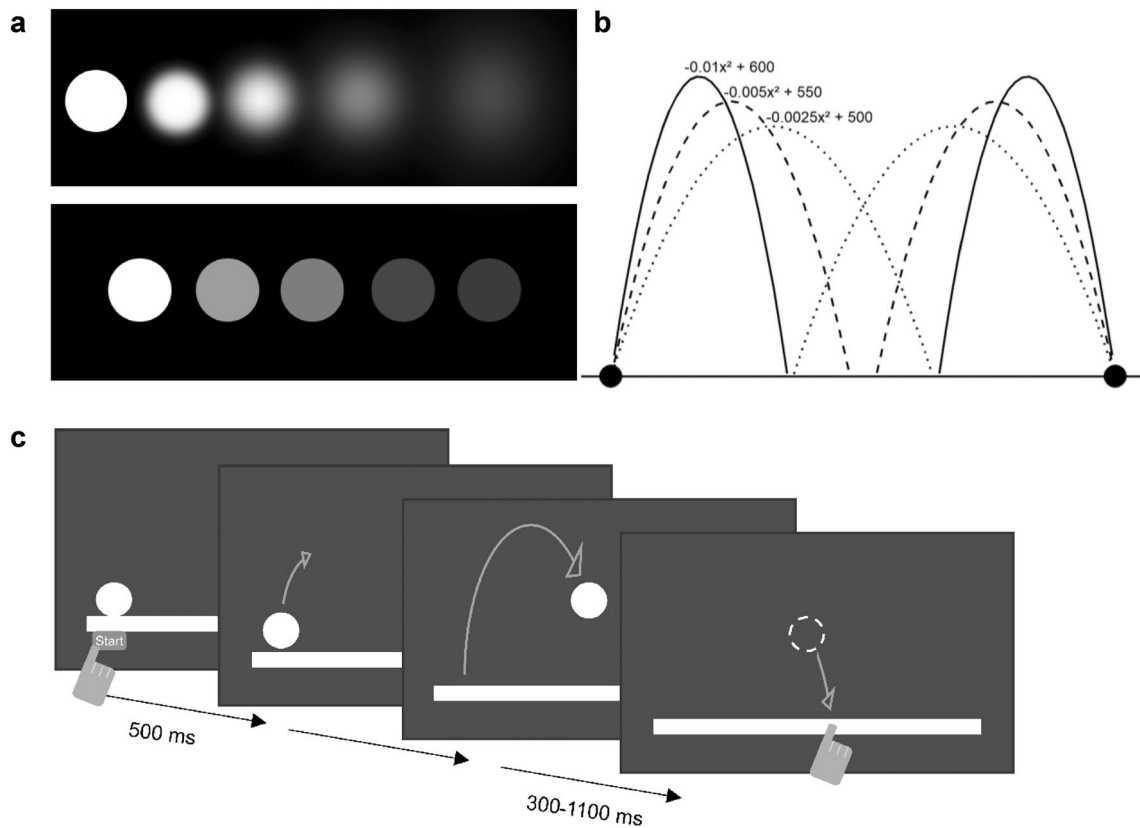 a
b
-0.01x² + 600
-0.005x² + 550
-0.0025x² + 500
c
Start
500 ms
300-1100 ms